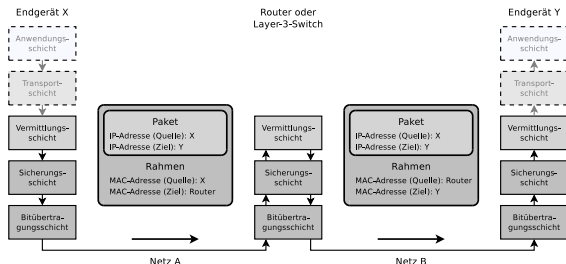 Endgerät X
Anwendungs-
schicht
Transport-
schicht
Vermittlungs-
schicht
Sicherungs-
schicht
Bitübertra-
gungsschicht
Paket
IP-Adresse (Quelle): X
IP-Adresse (Ziel): Y
Rahmen
MAC-Adresse (Quelle): X
MAC-Adresse (Ziel): Router
Netz A
Router oder
Layer-3-Switch
Vermittlungs-
schicht
Sicherungs-
schicht
Bitübertra-
gungsschicht
Paket
IP-Adresse (Quelle): X
IP-Adresse (Ziel): Y
Rahmen
MAC-Adresse (Quelle): Router
MAC-Adresse (Ziel): Y
Netz B
Endgerät Y
Anwendungs-
schicht
Transport-
schicht
Vermittlungs-
schicht
Sicherungs-
schicht
Bitübertra-
gungsschicht